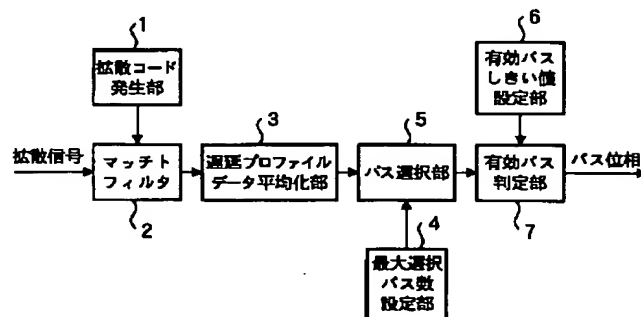 1
拡散コード
発生部
6
有効パス
しきい値
設定部
拡散信号
マッチト
フィルタ
2
3
遅延プロファイル
データ平均化部
5
パス選択部
有効パス
判定部
7
パス位相
4
最大選択
パス数
設定部